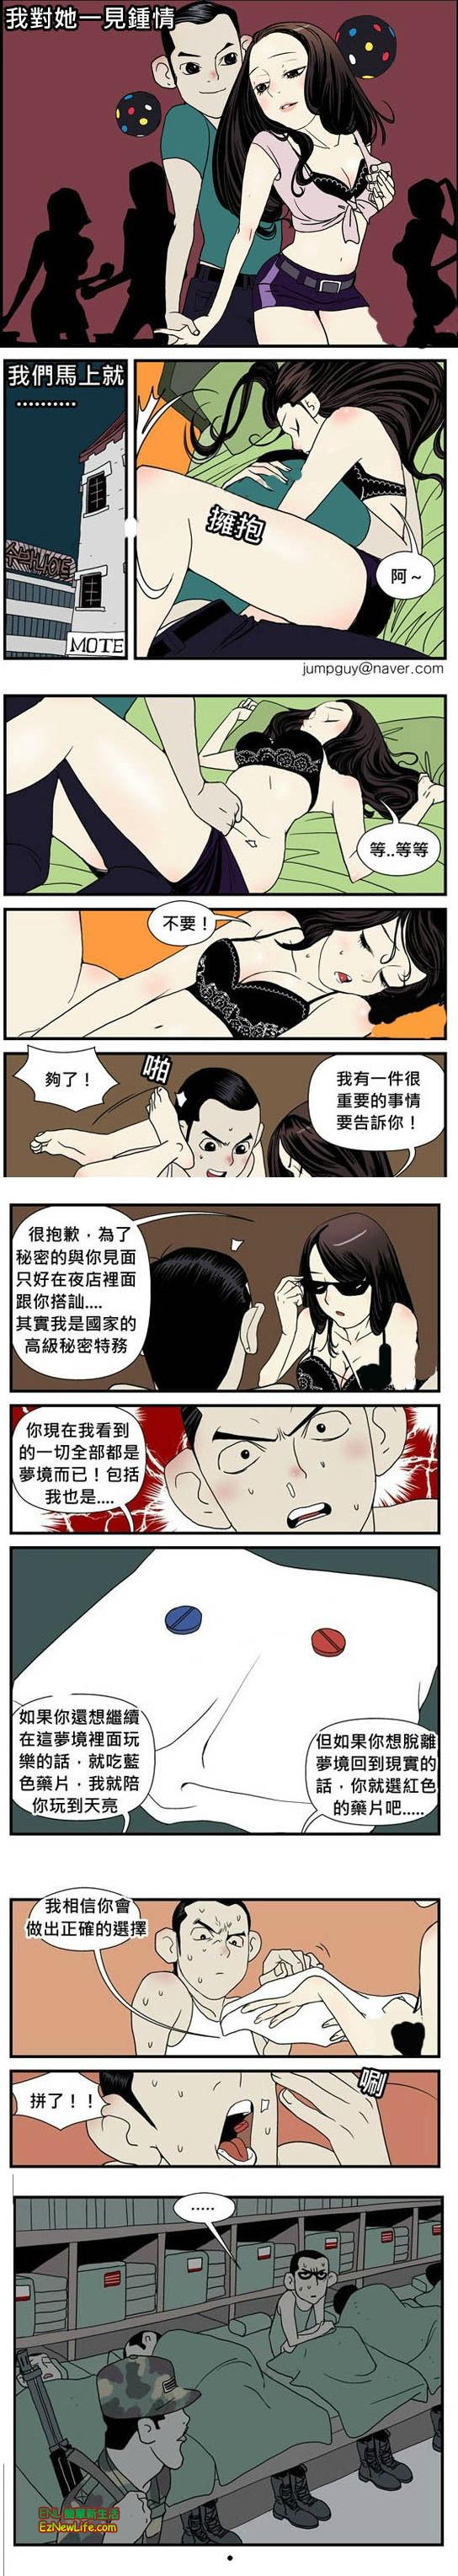 我對她一見鍾情
我們馬上就
...........
MOTE
擁抱
阿~
jumpguy@naver.com
等..等等
不要！
夠了！
啪
我有一件很
重要的事情
要告訴你！
很抱歉，為了
秘密的與你見面
只好在夜店裡面
跟你搭訕....
其實我是國家的
高級秘密特務
你現在我看到
的一切全部都是
夢境而已！包括
我也是....
如果你還想繼續
在這夢境裡面玩
樂的話，就吃藍
色藥片，我就陪
你玩到天亮
但如果你想脫離
夢境回到現實的
話，你就選紅色
的藥片吧.....
我相信你會
做出正確的選擇
拼了！！
唰
.....
ENL 簡單新生活
EzNewLife.com